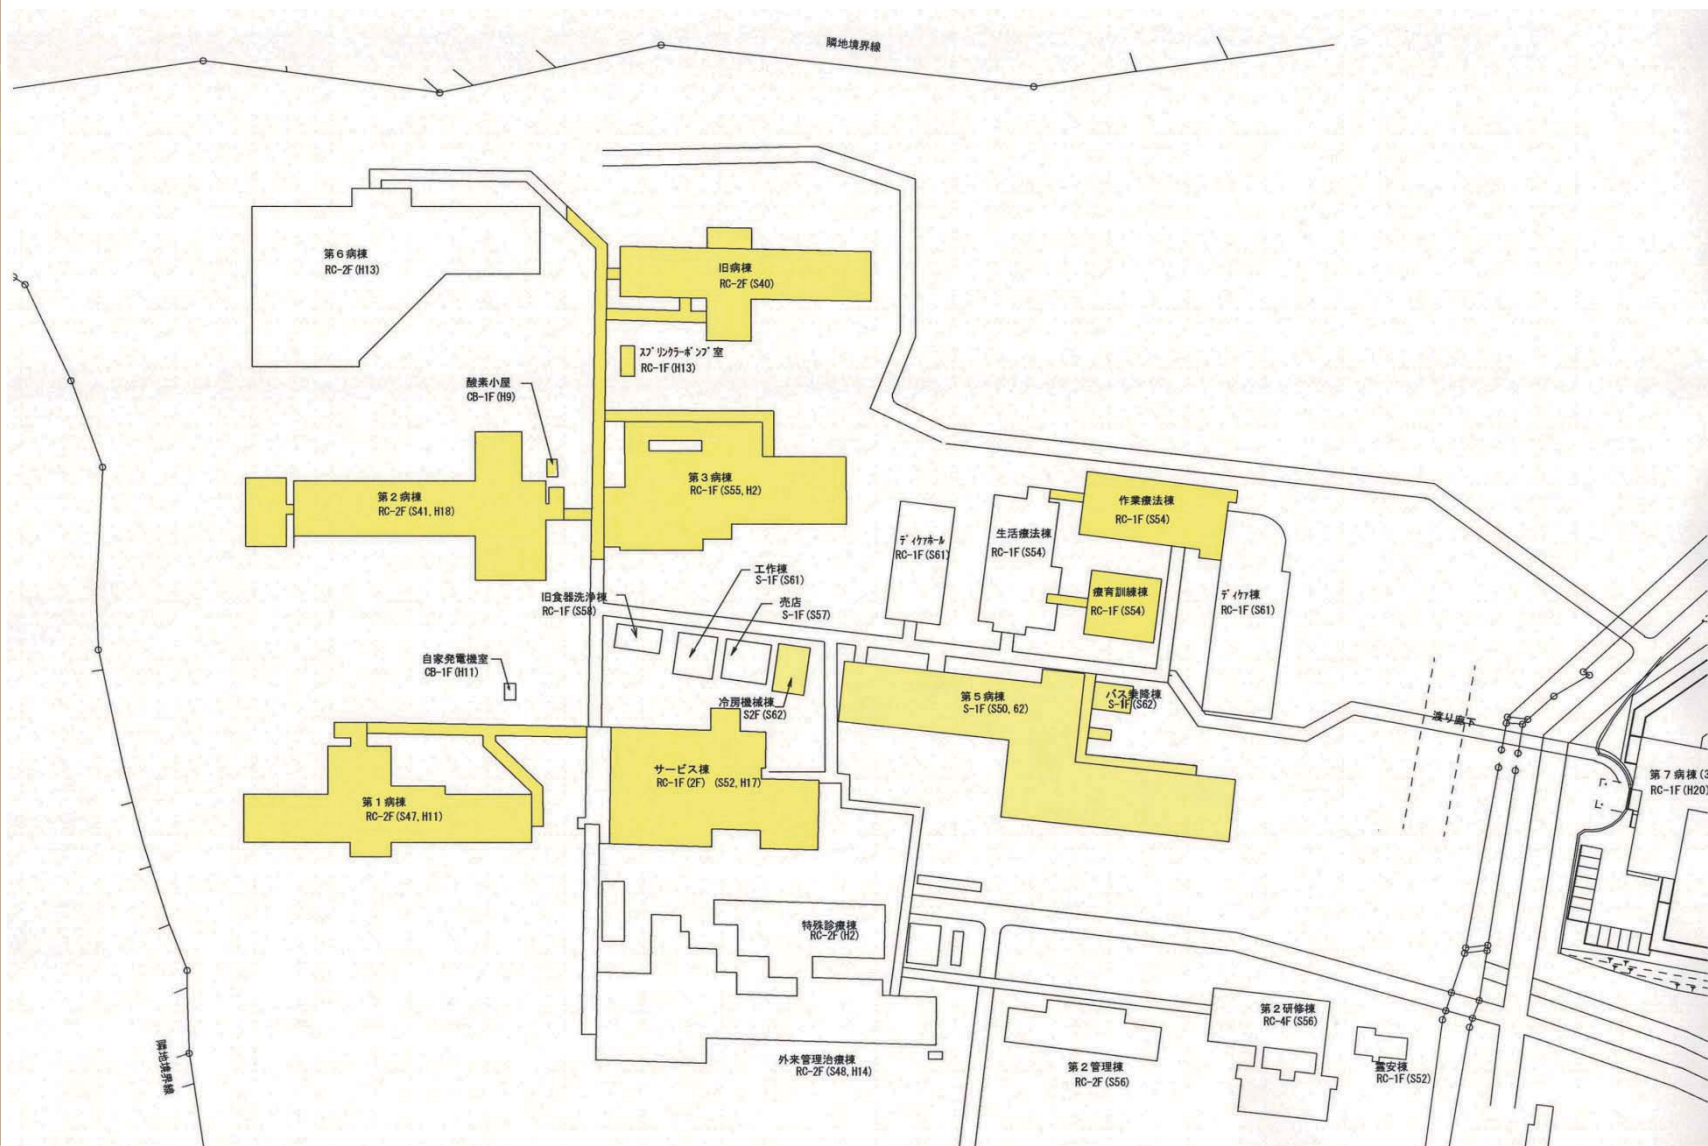 隣地境界線
第6病棟
RC-2F(H13)
旧病棟
RC-2F(S40)
スプリンクラーポンプ室
RC-1F(H13)
酸素小屋
CB-1F(H9)
第2病棟
RC-2F(S41,H18)
第3病棟
RC-1F(S55,H2)
ディケアホール
RC-1F(S61)
生活療法棟
RC-1F(S54)
作業療法棟
RC-1F(S54)
療育訓練棟
RC-1F(S54)
ディケア棟
RC-1F(S61)
工作棟
S-1F(S61)
売店
S-1F(S57)
旧食器洗浄棟
RC-1F(S58)
自家発電機室
CB-1F(H11)
冷房機械棟
S2F(S62)
第5病棟
S-1F(S50,62)
バス乗降棟
S-1F(S62)
渡り廊下
第7病棟(3
RC-1F(H20)
サービス棟
RC-1F(2F) (S52,H17)
第1病棟
RC-2F(S47,H11)
特殊診療棟
RC-2F(H2)
外来管理治療棟
RC-2F(S48,H14)
第2管理棟
RC-2F(S56)
第2研修棟
RC-4F(S56)
霊安棟
RC-1F(S52)
隣地境界線